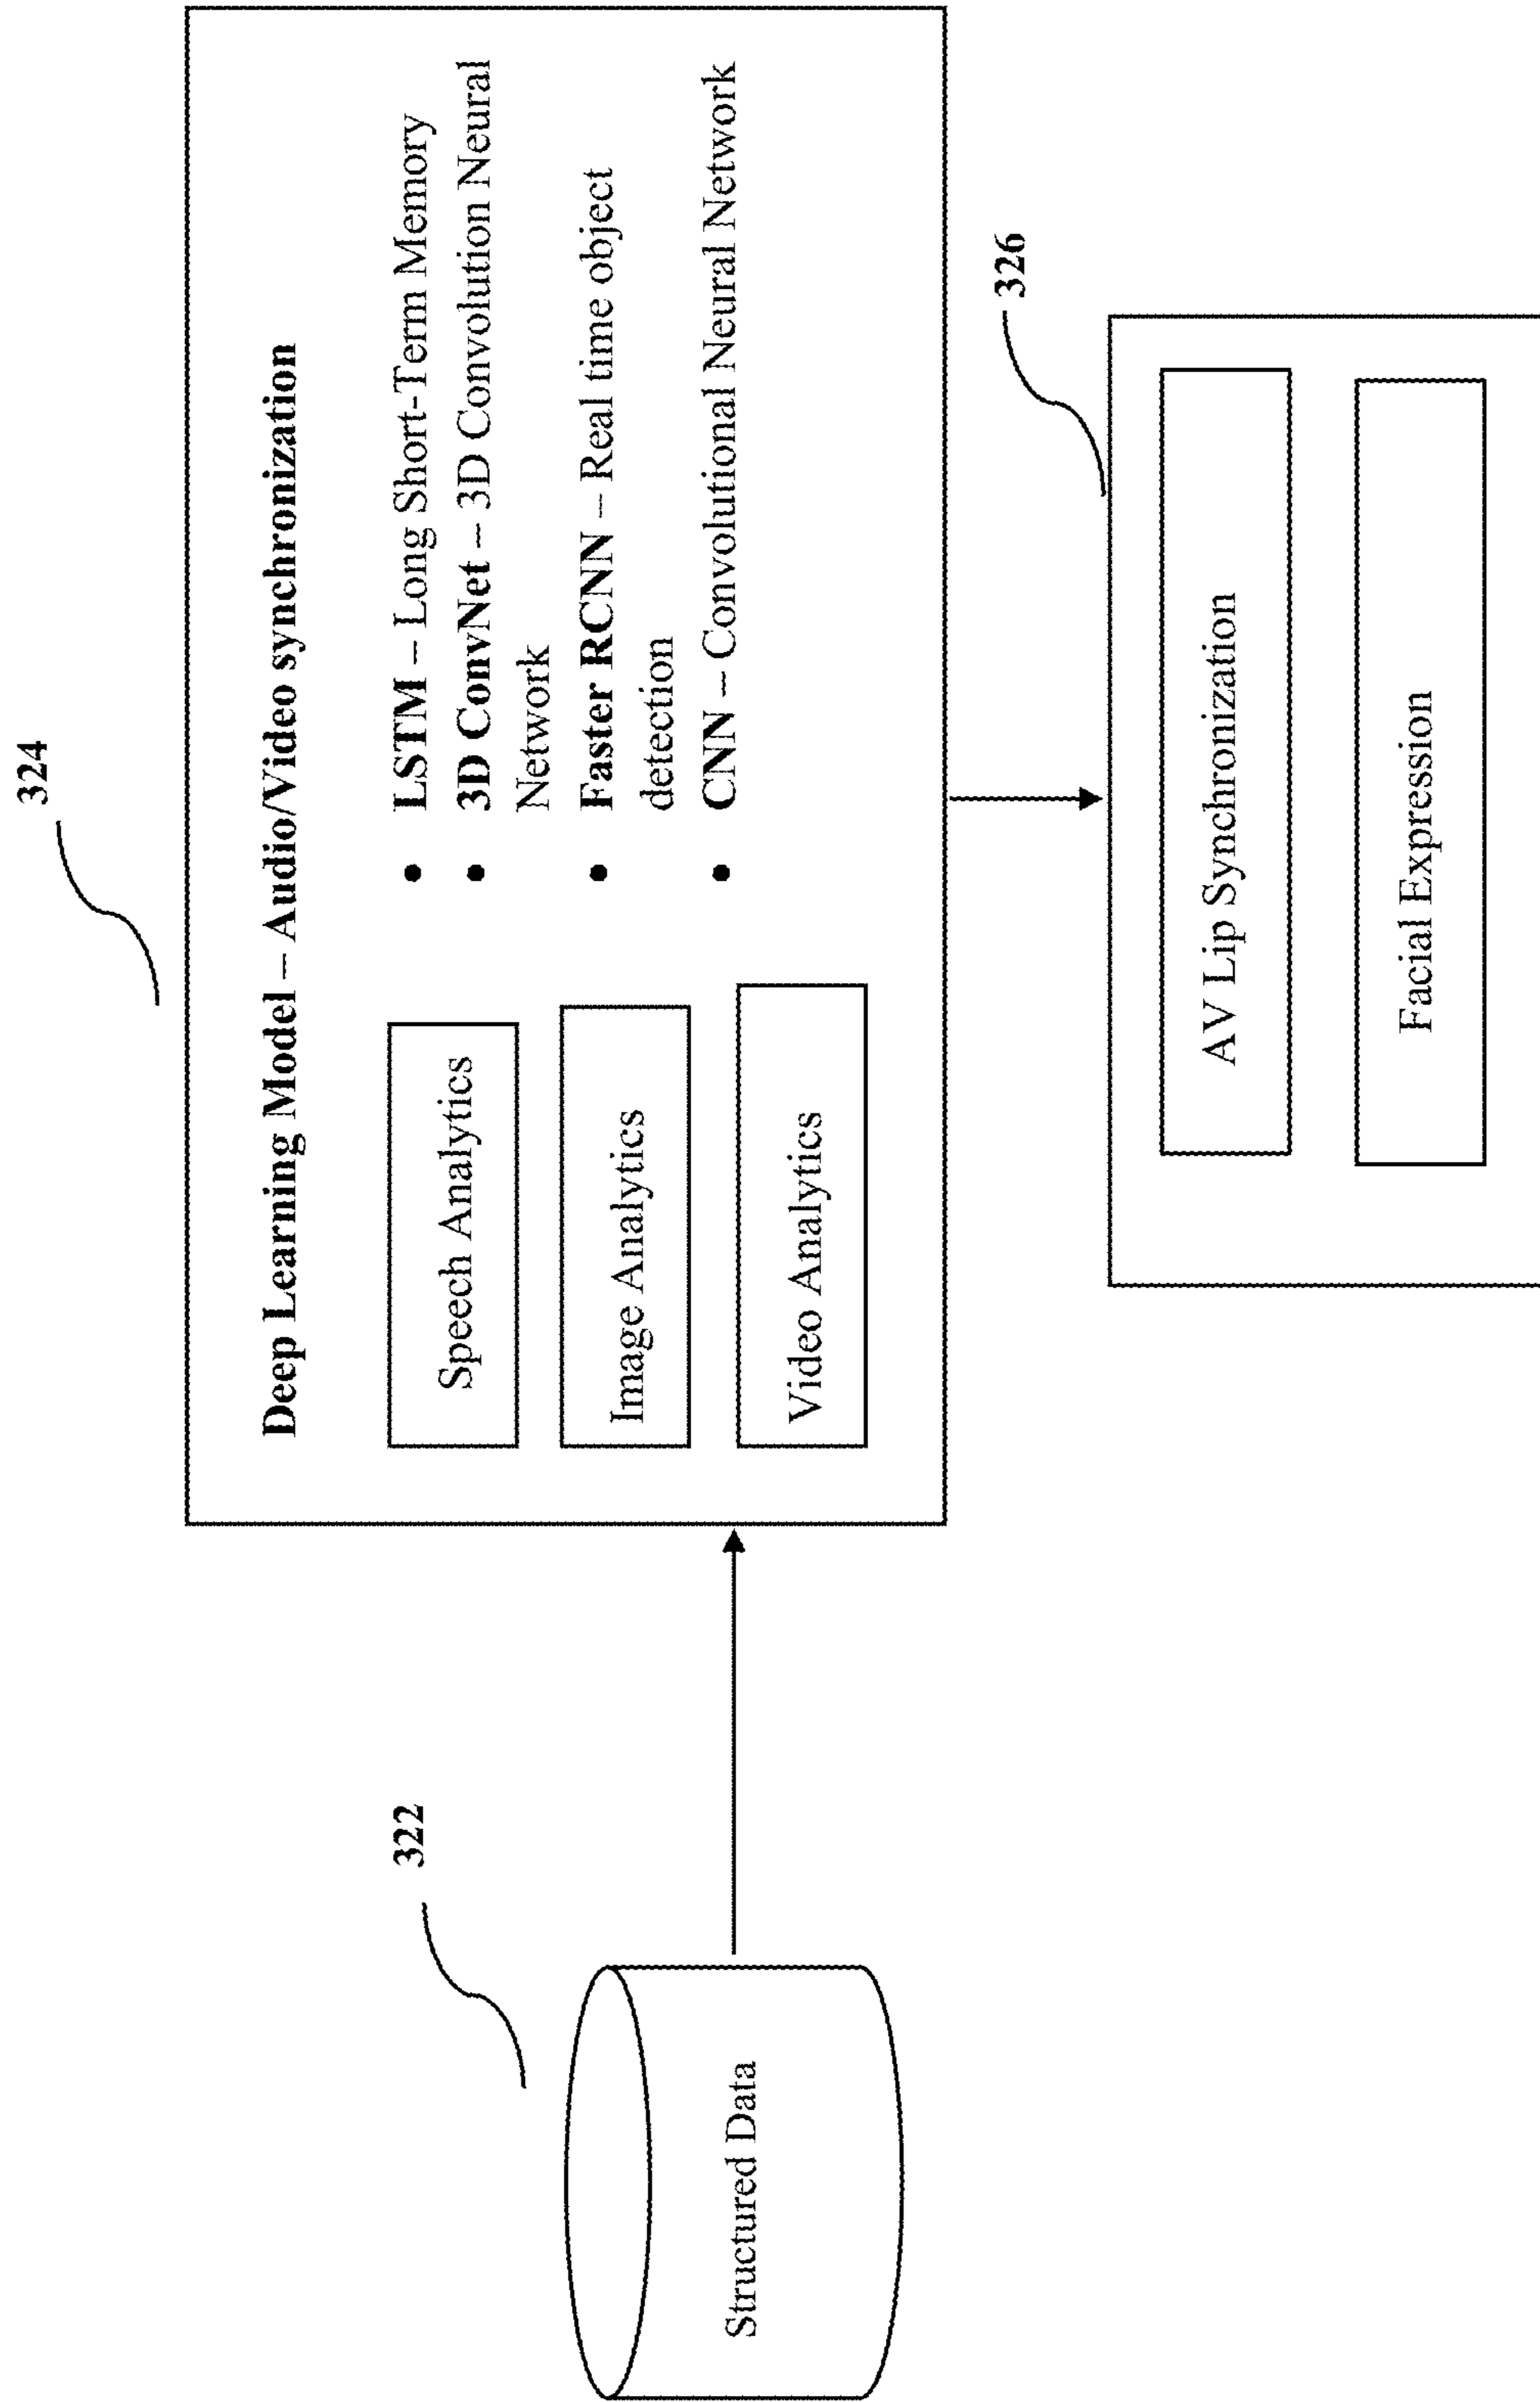 324
Deep Learning Model – Audio/Video synchronization
Speech Analytics
Image Analytics
Video Analytics
• LSTM – Long Short-Term Memory
• 3D ConvNet – 3D Convolution Neural
Network
• Faster RCNN – Real time object
detection
• CNN – Convolutional Neural Network
322
Structured Data
326
AV Lip Synchronization
Facial Expression